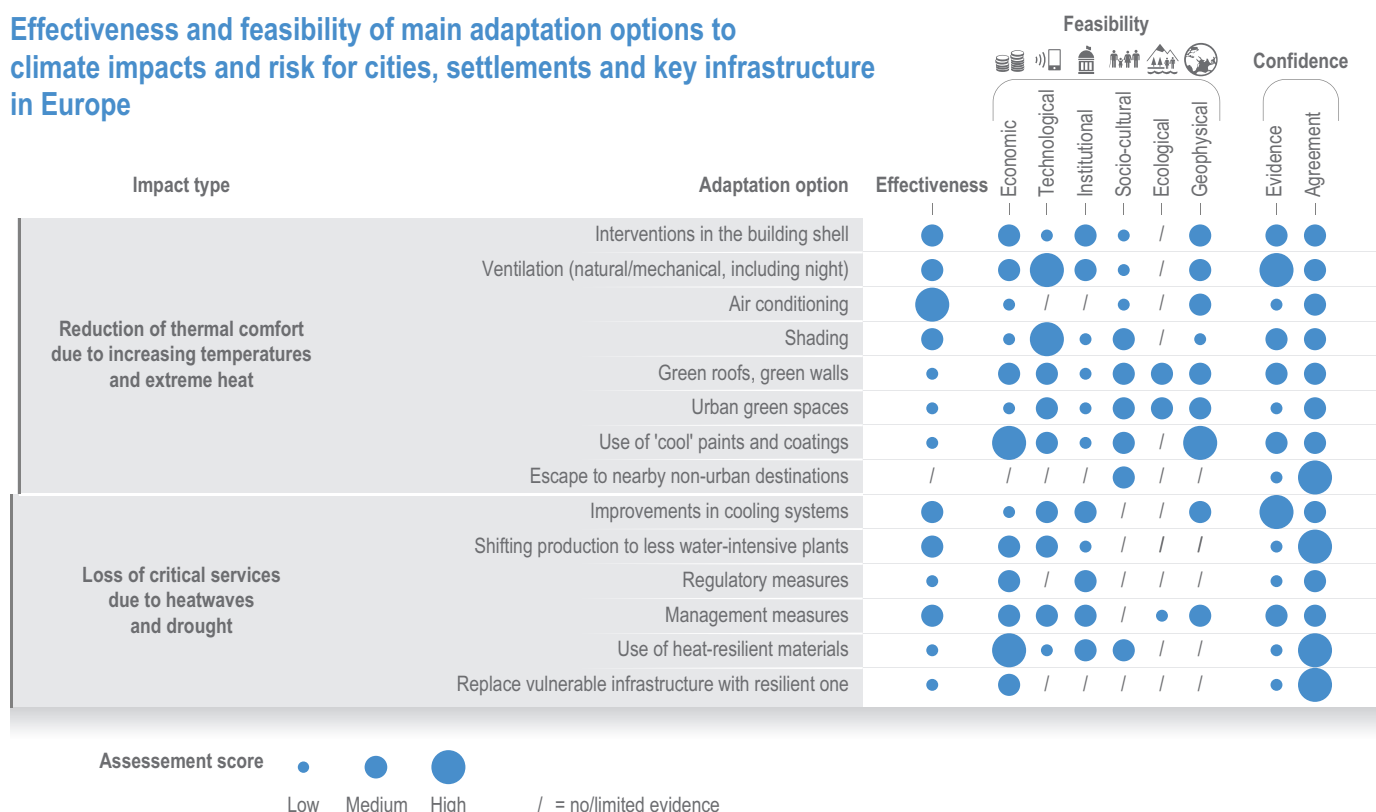 Effectiveness and feasibility of main adaptation options to
climate impacts and risk for cities, settlements and key infrastructure
in Europe
Feasibility
Confidence
Impact type
Adaptation option
Effectiveness
Economic
Technological
Institutional
Socio-cultural
Ecological
Geophysical
Evidence
Agreement
Reduction of thermal comfort
due to increasing temperatures
and extreme heat
Interventions in the building shell /
Ventilation (natural/mechanical, including night) /
Air conditioning / / /
Shading /
Green roofs, green walls
Urban green spaces
Use of 'cool' paints and coatings /
Escape to nearby non-urban destinations / / / / / /
Loss of critical services
due to heatwaves
and drought
Improvements in cooling systems / /
Shifting production to less water-intensive plants / / /
Regulatory measures / / / /
Management measures /
Use of heat-resilient materials / /
Replace vulnerable infrastructure with resilient one / / / / /
Assessement score
Low Medium High / = no/limited evidence